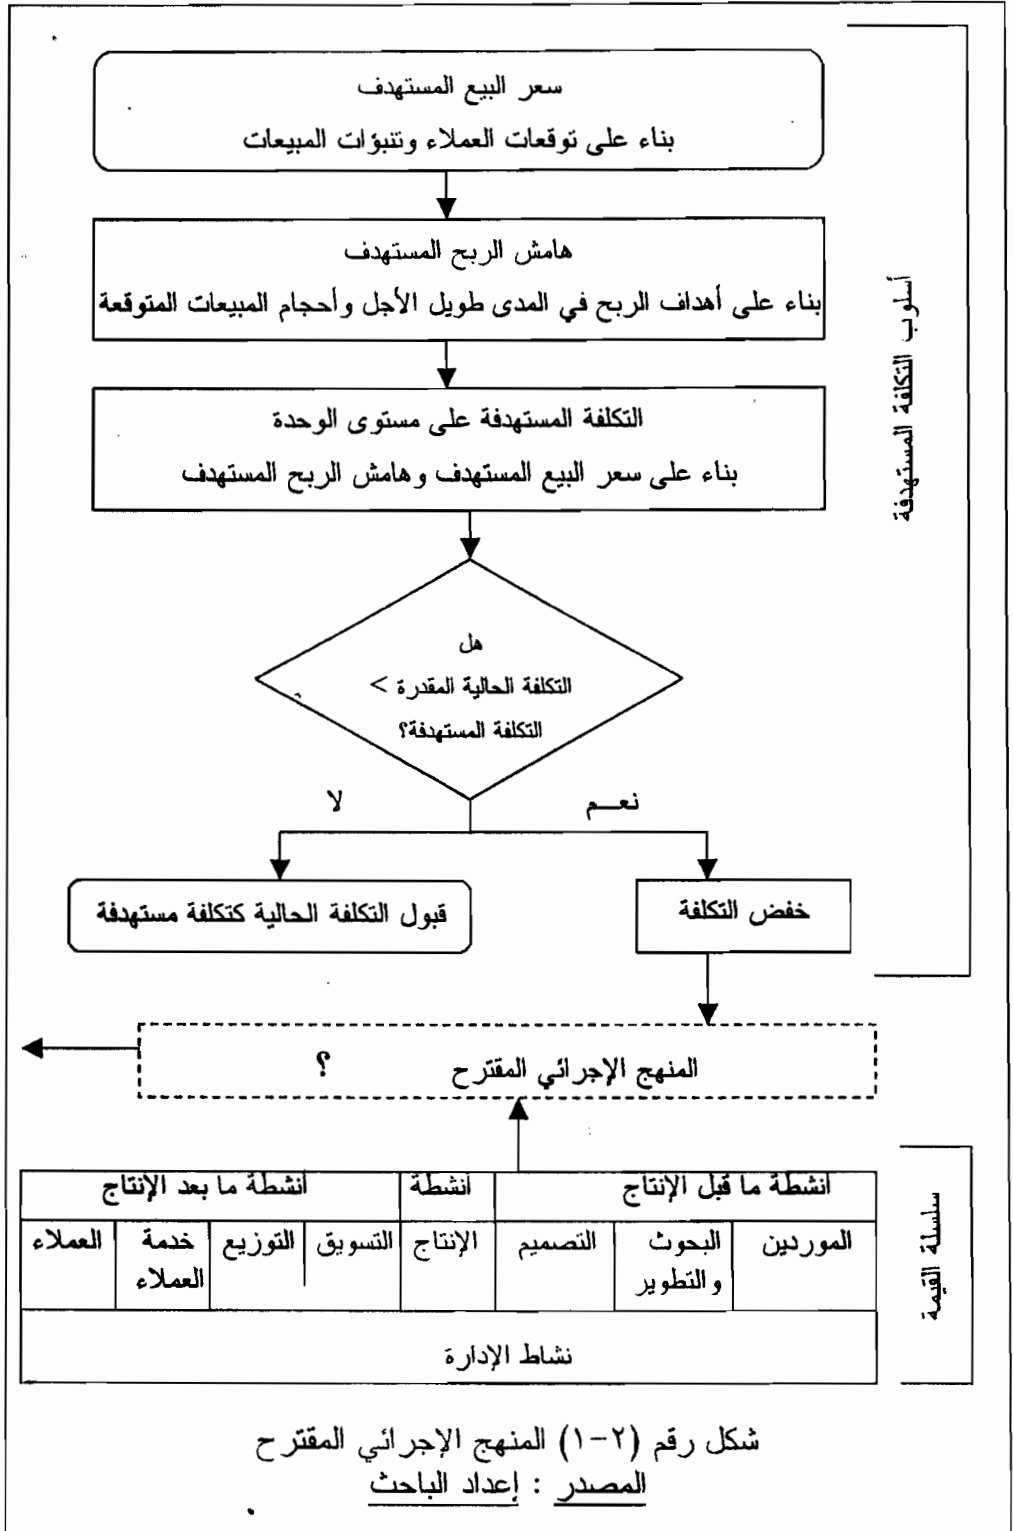 سعر البيع المستهدف
بناء على توقعات العملاء وتنبؤات المبيعات
هامش الربح المستهدف
بناء على أهداف الربح في المدى طويل الأجل وأحجام المبيعات المتوقعة
التكلفة المستهدفة على مستوى الوحدة
بناء على سعر البيع المستهدف وهامش الربح المستهدف
أسلوب التكلفة المستهدفة
هل
التكلفة الحالية المقدرة >
التكلفة المستهدفة؟
نعـــم
لا
خفض التكلفة
قبول التكلفة الحالية كتكلفة مستهدفة
المنهج الإجرائي المقترح ؟
سلسلة القيمة
أنشطة ما قبل الإنتاج
أنشطة
أنشطة ما بعد الإنتاج
الموردين
البحوث
والتطوير
التصميم
الإنتاج
التسويق
التوزيع
خدمة
العملاء
العملاء
نشاط الإدارة
شكل رقم (٢-١) المنهج الإجرائي المقترح
المصدر : إعداد الباحث